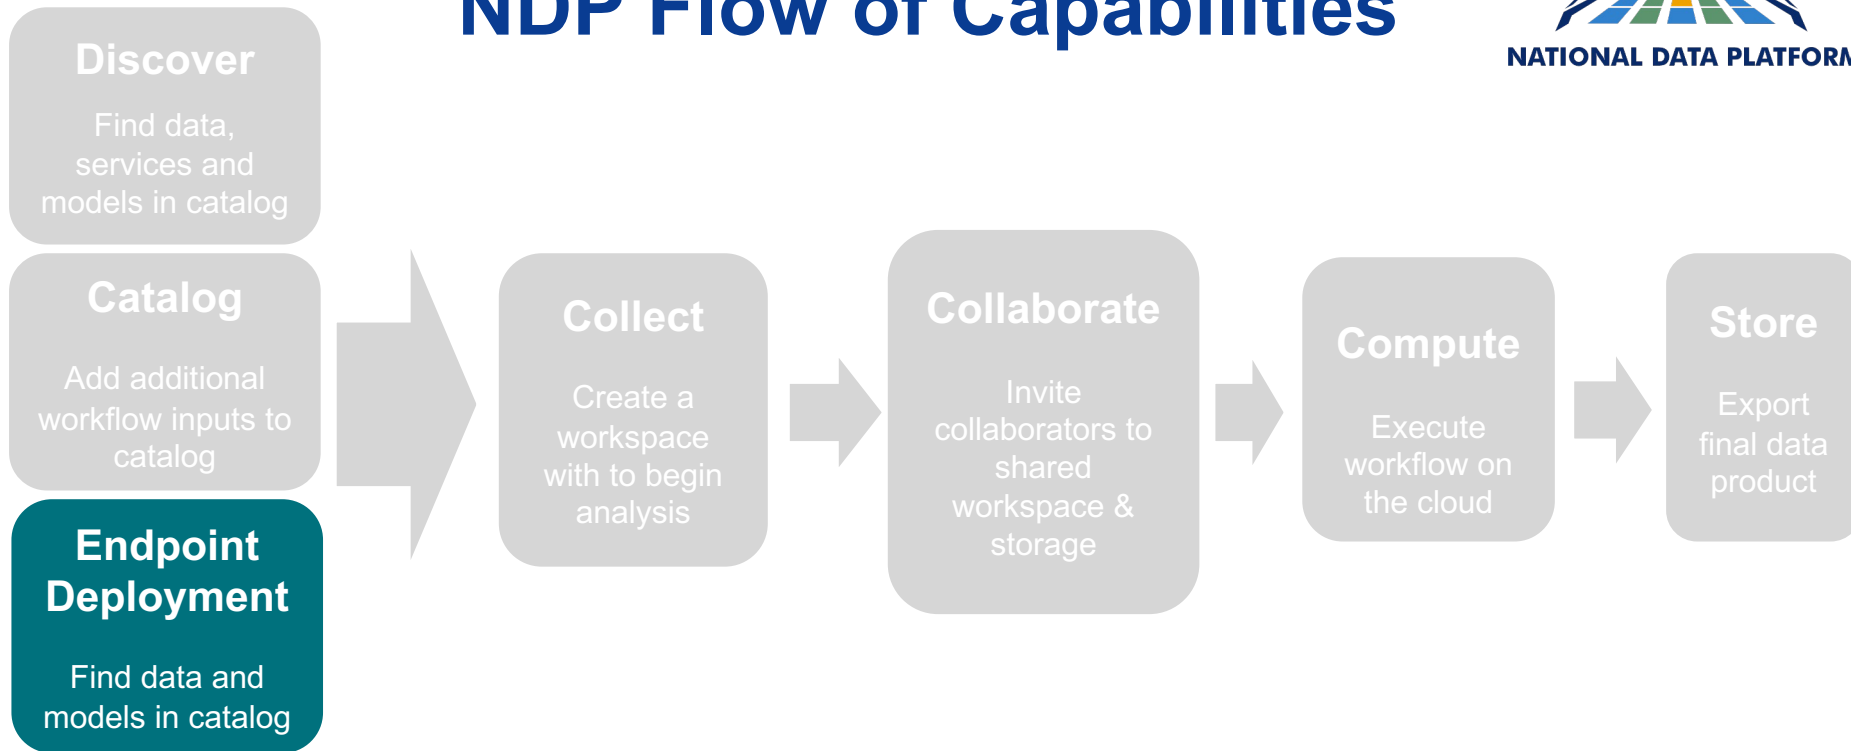 NDP Flow of Capabilities
NATIONAL DATA PLATFORM
Discover
Find data,
services and
models in catalog
Catalog
Add additional
workflow inputs to
catalog
Endpoint
Deployment
Find data and
models in catalog
Collect
Create a
workspace
with to begin
analysis
Collaborate
Invite
collaborators to
shared
workspace &
storage
Compute
Execute
workflow on
the cloud
Store
Export
final data
product